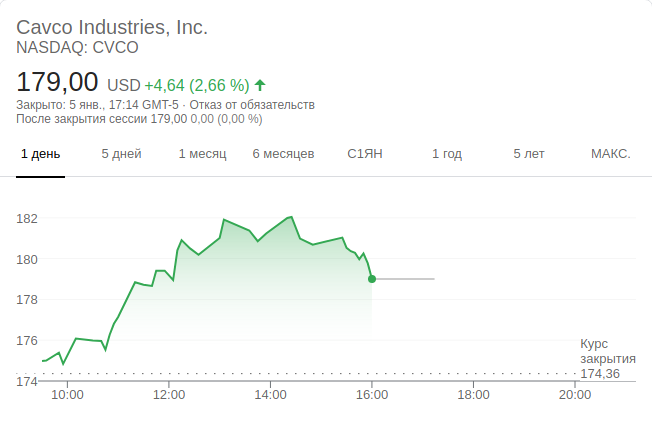 Cavco Industries, Inc.
NASDAQ: CVCO
179,00 USD +4,64 (2,66 %)
Закрыто: 5 янв., 17:14 GMT-5 · Отказ от обязательств
После закрытия сессии 179,00 0,00 (0,00 %)
1 день 5 дней 1 месяц 6 месяцев С1ЯН 1 год 5 лет МАКС.
182
180
178
176
Курс
закрытия
174,36
174
10:00 12:00 14:00 16:00 18:00 20:00